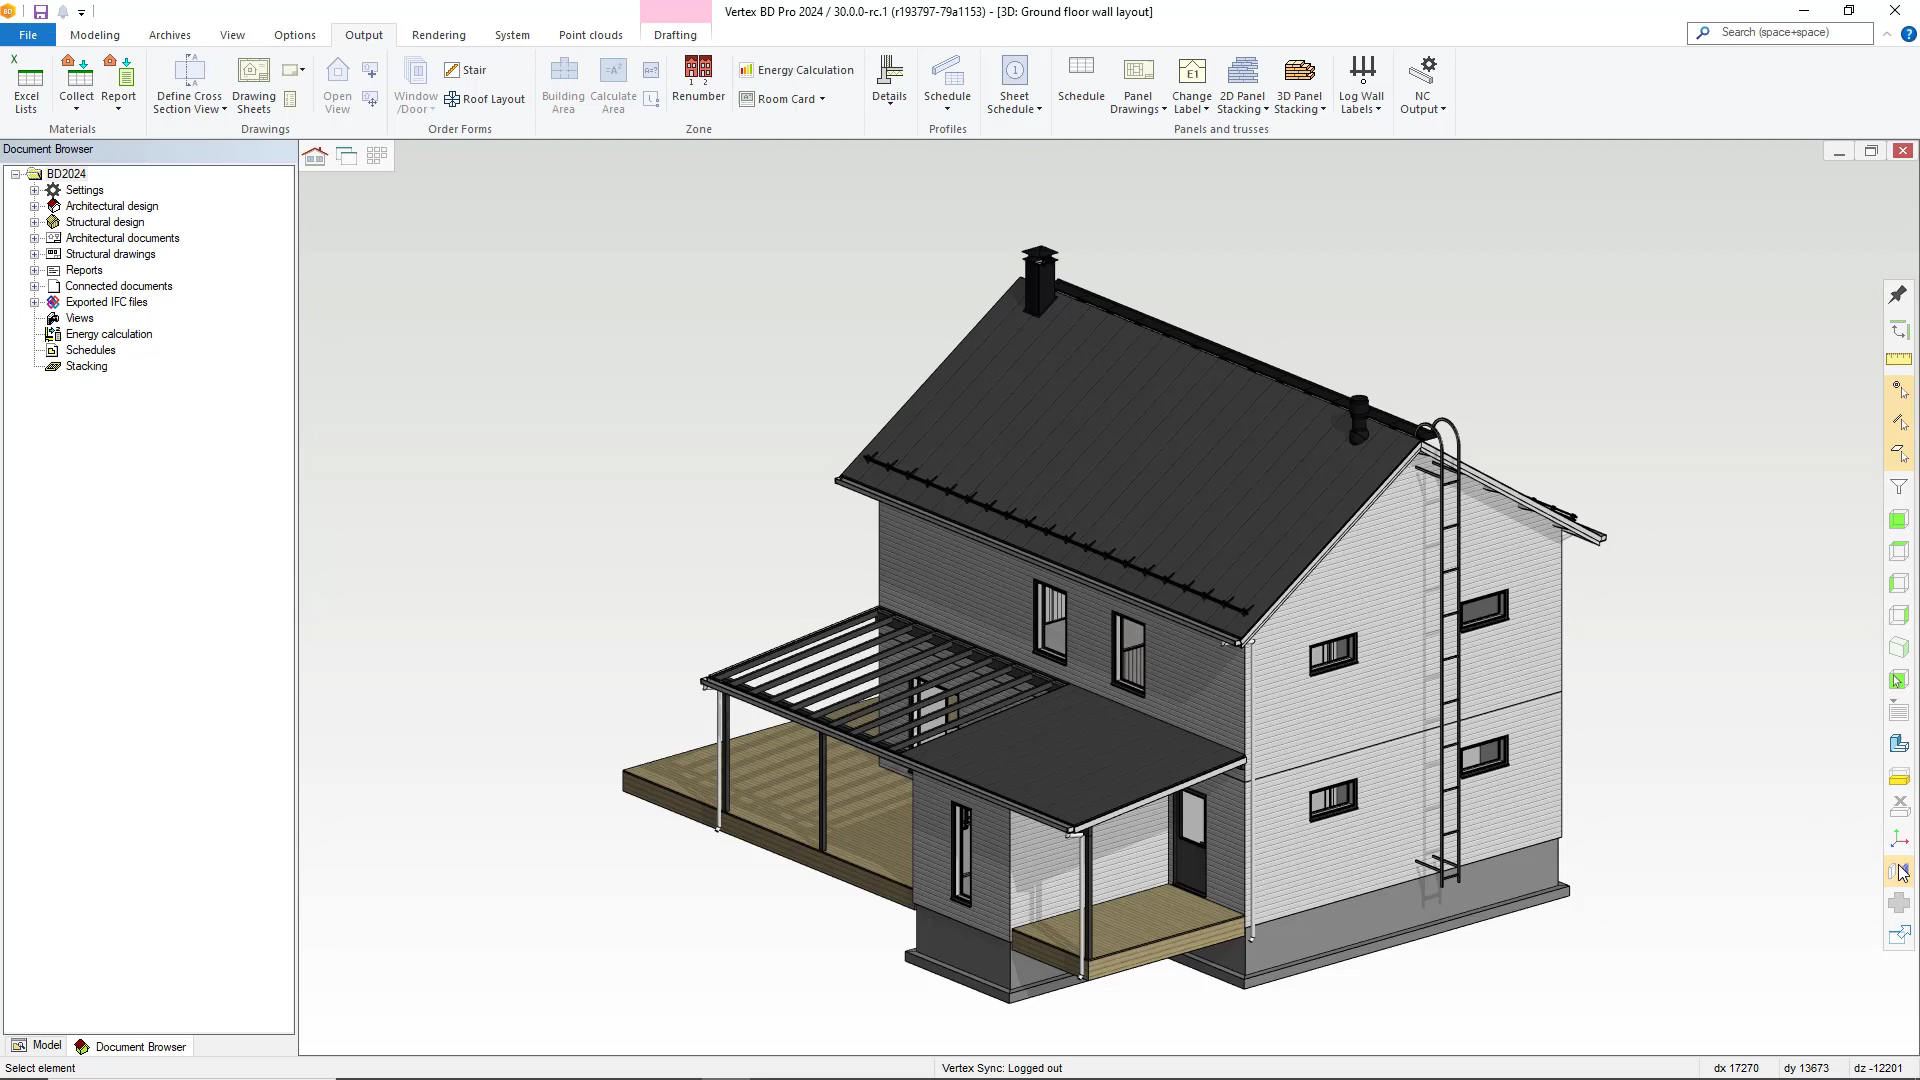 BD
Vertex BD Pro 2024 / 30.0.0-rc.1 (r193797-79a1153) - [3D: Ground floor wall layout]
File Modeling Archives View Options Output Rendering System Point clouds Drafting
Search (space+space)
?
Excel Lists
Collect
Report
Materials
Define Cross Section View
Drawing Sheets
Drawings
Open View
Window /Door
Stair
Roof Layout
Order Forms
Building Area
=A²
Calculate Area
A=?
1 2
Renumber
Zone
Energy Calculation
Room Card
Details
Schedule
Profiles
1
Sheet Schedule
Schedule
Panel Drawings
E1
Change Label
2D Panel Stacking
3D Panel Stacking
Log Wall Labels
Panels and trusses
NC Output
Document Browser
BD2024
Settings
Architectural design
Structural design
Architectural documents
Structural drawings
Reports
Connected documents
Exported IFC files
Views
Energy calculation
Schedules
Stacking
Model
Document Browser
Select element
Vertex Sync: Logged out
dx 17270
dy 13673
dz -12201